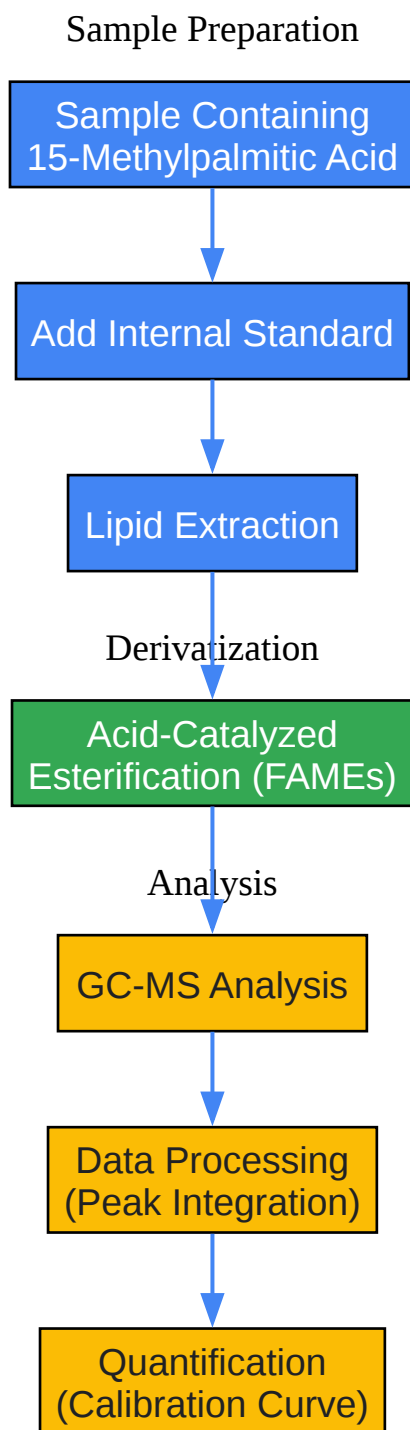 Sample Preparation
Sample Containing
15-Methylpalmitic Acid
Add Internal Standard
Lipid Extraction
Derivatization
Acid-Catalyzed
Esterification (FAMEs)
Analysis
GC-MS Analysis
Data Processing
(Peak Integration)
Quantification
(Calibration Curve)